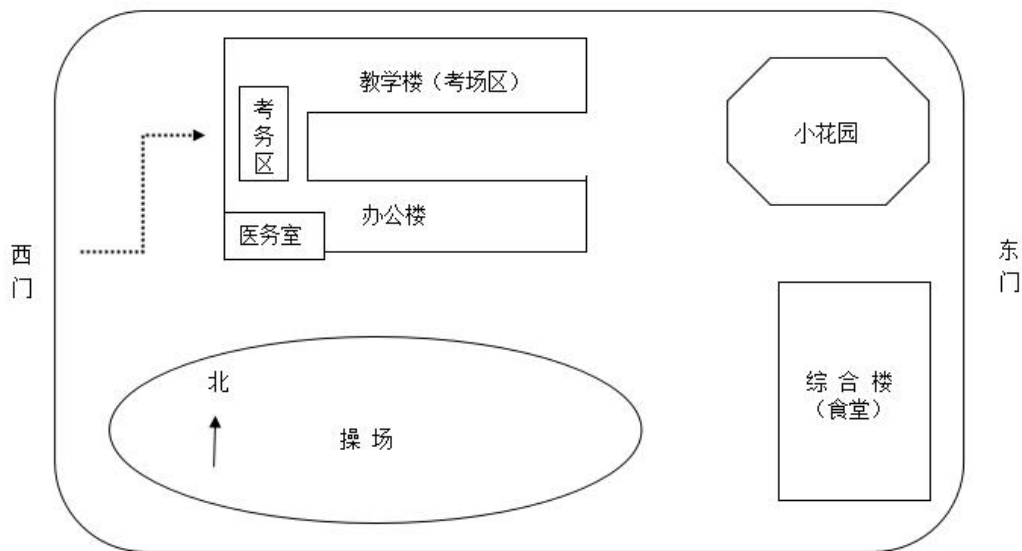 教学楼（考场区）
考
务
区
小花园
办公楼
医务室
西
门
东
门
北
操 场
综 合 楼
（食堂）